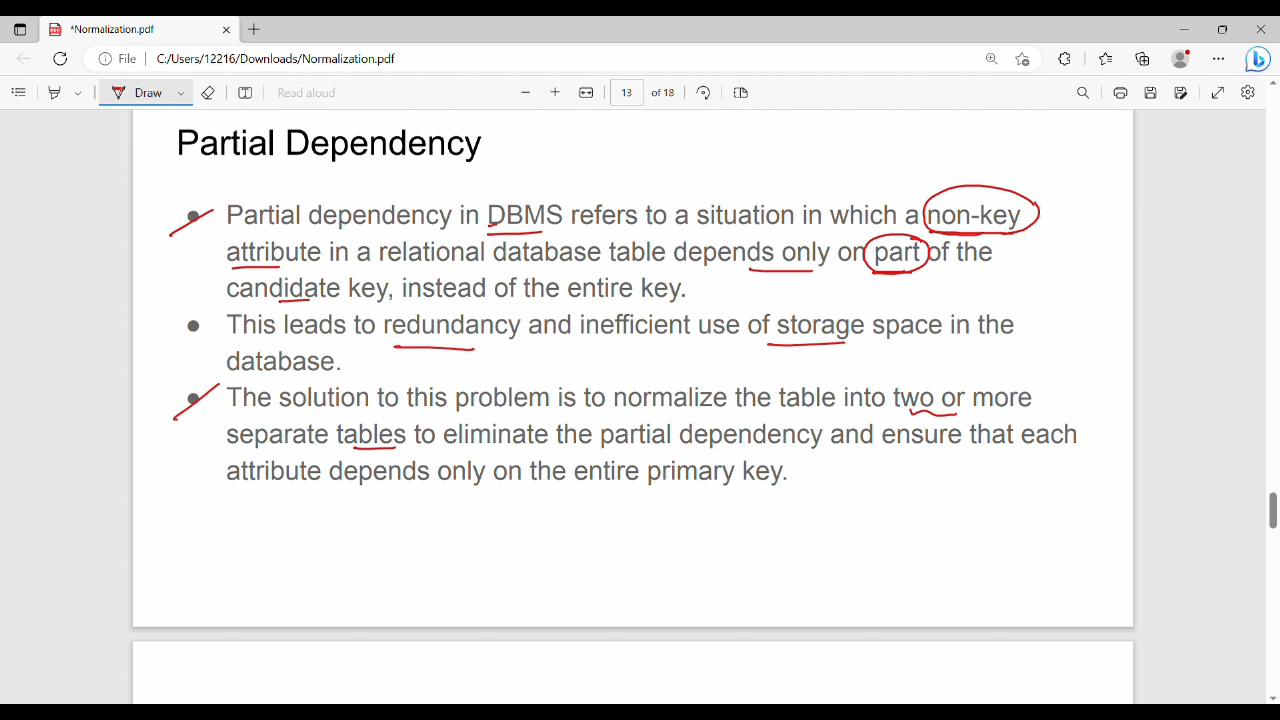 *Normalization.pdf
File
C:/Users/12216/Downloads/Normalization.pdf
Draw
Read aloud
13 of 18
Partial Dependency
● Partial dependency in DBMS refers to a situation in which a non-key
attribute in a relational database table depends only on part of the
candidate key, instead of the entire key.
● This leads to redundancy and inefficient use of storage space in the
database.
● The solution to this problem is to normalize the table into two or more
separate tables to eliminate the partial dependency and ensure that each
attribute depends only on the entire primary key.